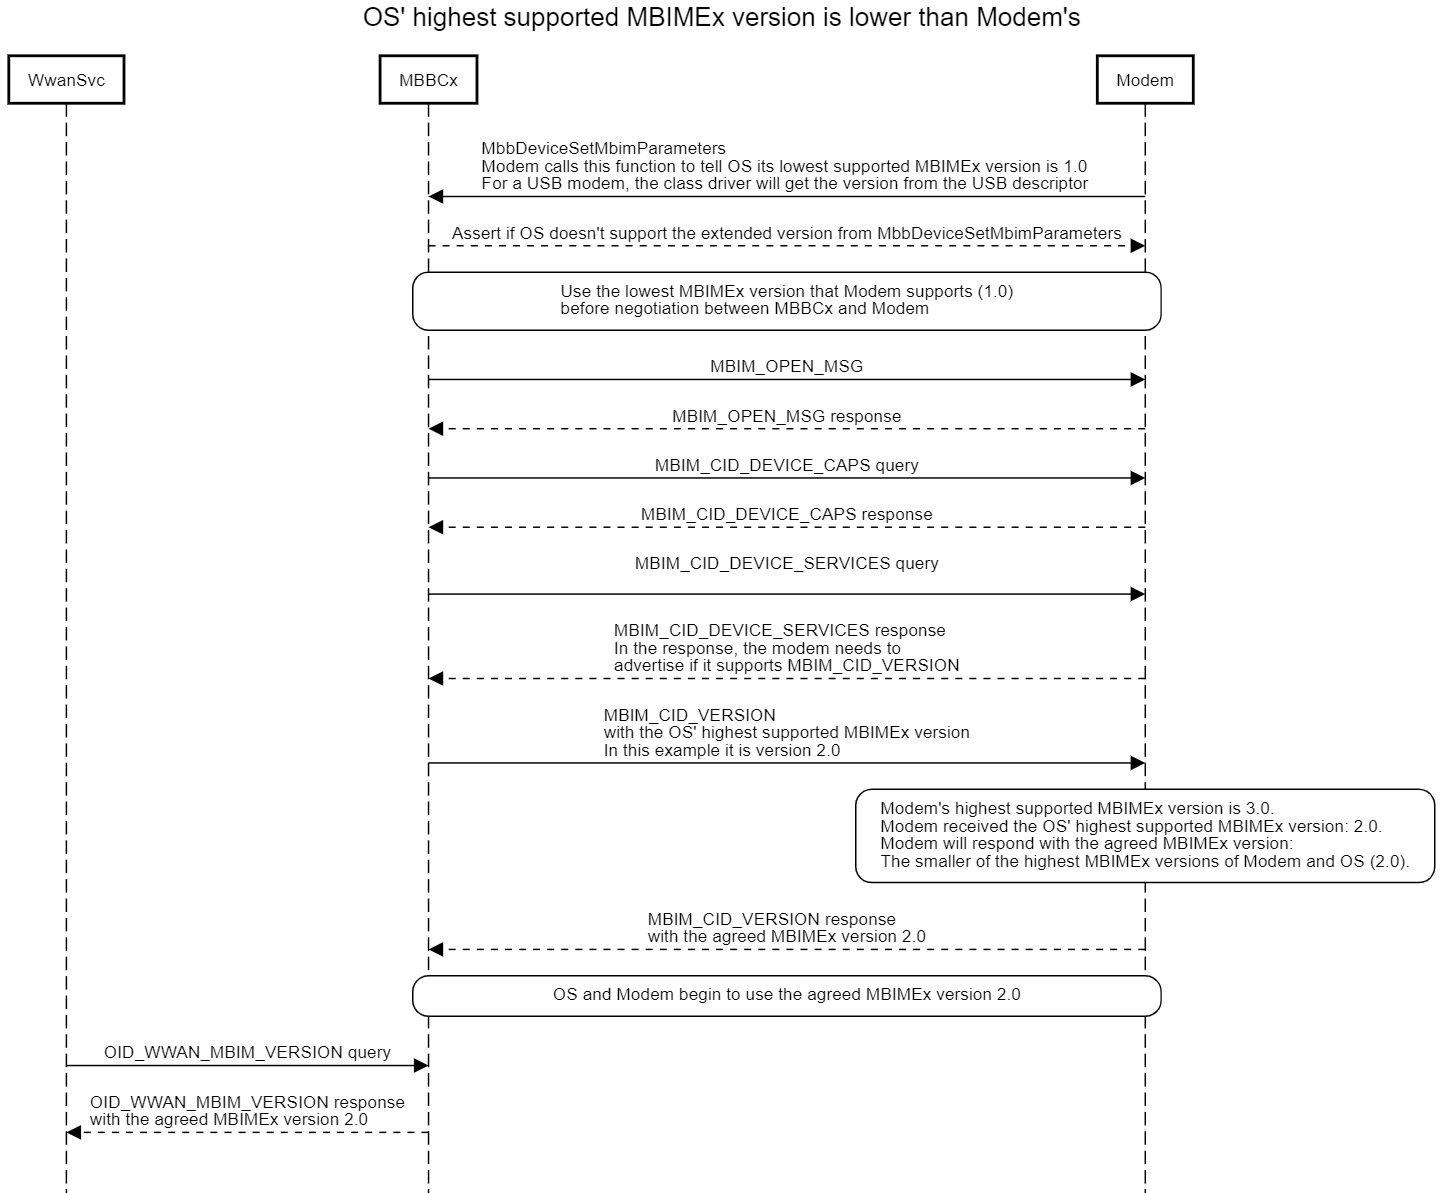 OS' highest supported MBIMEx version is lower than Modem's
WwanSvc
MBBCx
Modem
MbbDeviceSetMbimParameters
Modem calls this function to tell OS its lowest supported MBIMEx version is 1.0
For a USB modem, the class driver will get the version from the USB descriptor
Assert if OS doesn't support the extended version from MbbDeviceSetMbimParameters
Use the lowest MBIMEx version that Modem supports (1.0)
before negotiation between MBBCx and Modem
MBIM_OPEN_MSG
MBIM_OPEN_MSG response
MBIM_CID_DEVICE_CAPS query
MBIM_CID_DEVICE_CAPS response
MBIM_CID_DEVICE_SERVICES query
MBIM_CID_DEVICE_SERVICES response
In the response, the modem needs to
advertise if it supports MBIM_CID_VERSION
MBIM_CID_VERSION
with the OS' highest supported MBIMEx version
In this example it is version 2.0
Modem's highest supported MBIMEx version is 3.0.
Modem received the OS' highest supported MBIMEx version: 2.0.
Modem will respond with the agreed MBIMEx version:
The smaller of the highest MBIMEx versions of Modem and OS (2.0).
MBIM_CID_VERSION response
with the agreed MBIMEx version 2.0
OS and Modem begin to use the agreed MBIMEx version 2.0
OID_WWAN_MBIM_VERSION query
OID_WWAN_MBIM_VERSION response
with the agreed MBIMEx version 2.0